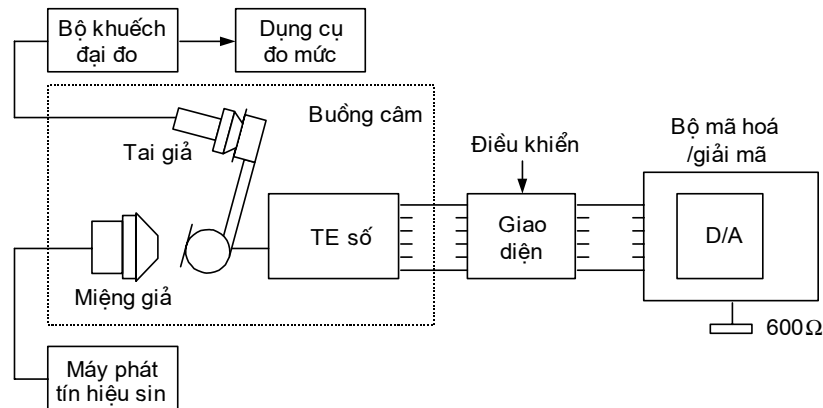 Bộ khuếch
đại đo
Dụng cụ
đo mức
Buồng câm
Tai giả
Điều khiển
Bộ mã hoá
/giải mã
TE số
Giao
diện
D/A
Miệng giả
600Ω
Máy phát
tín hiệu sin